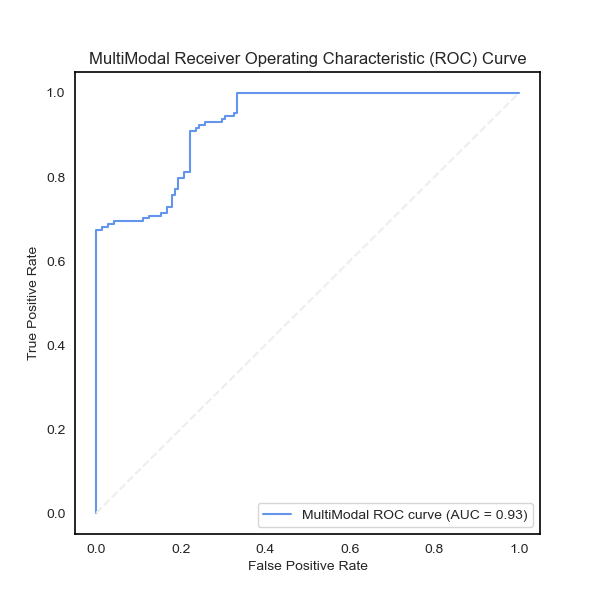 MultiModal Receiver Operating Characteristic (ROC) Curve
True Positive Rate
1.0
0.8
0.6
0.4
0.2
0.0
MultiModal ROC curve (AUC = 0.93)
0.0 0.2 0.4 0.6 0.8 1.0
False Positive Rate